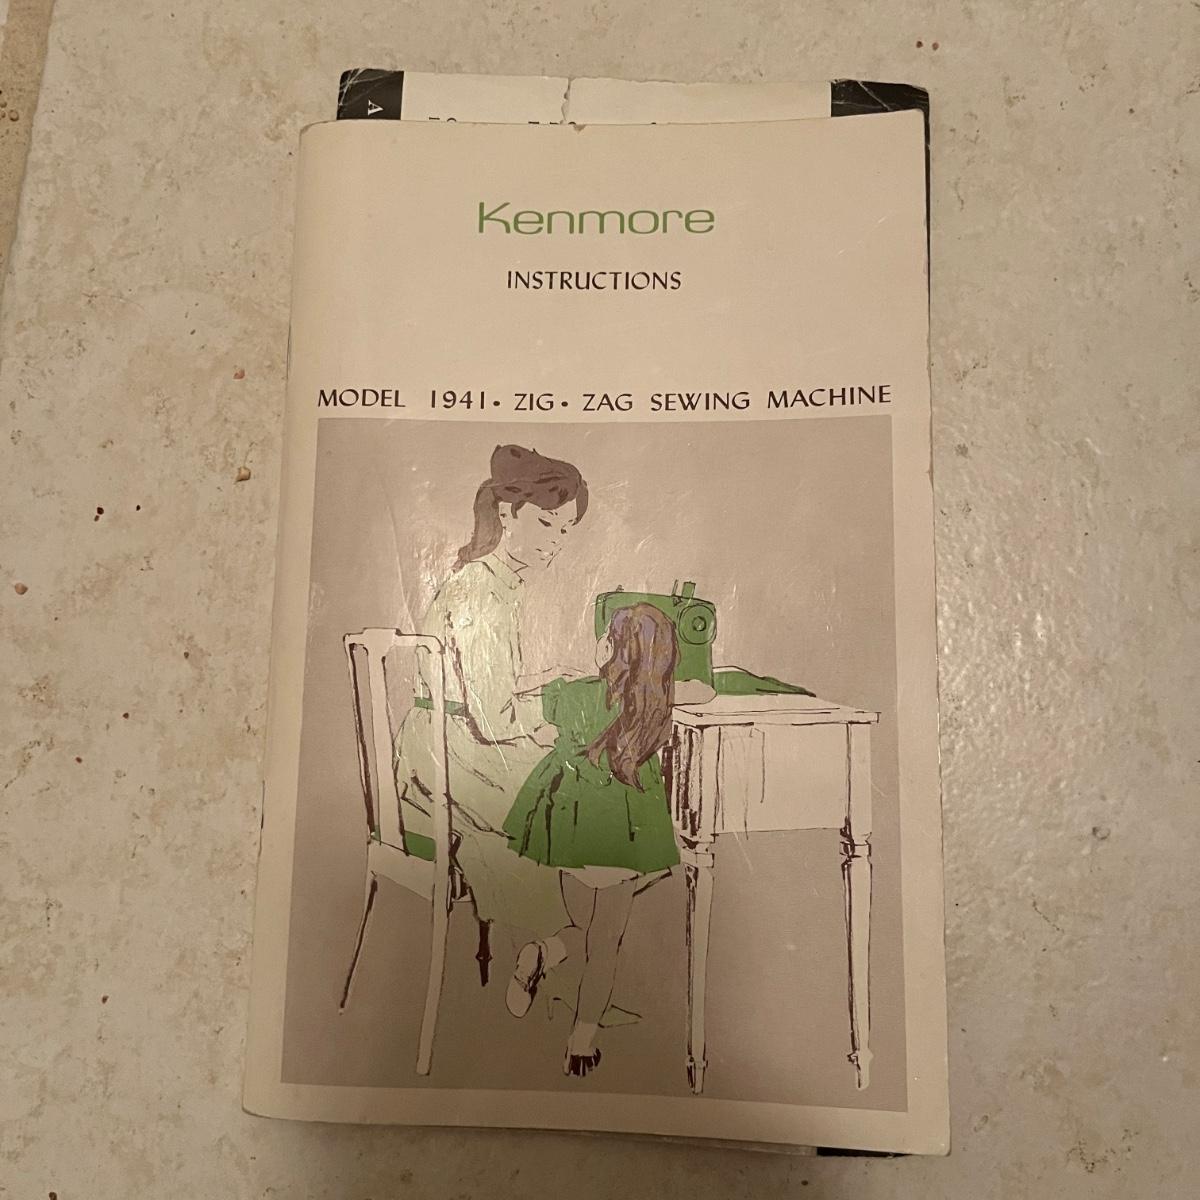 A
Kenmore
INSTRUCTIONS
MODEL 1941 · ZIG · ZAG SEWING MACHINE